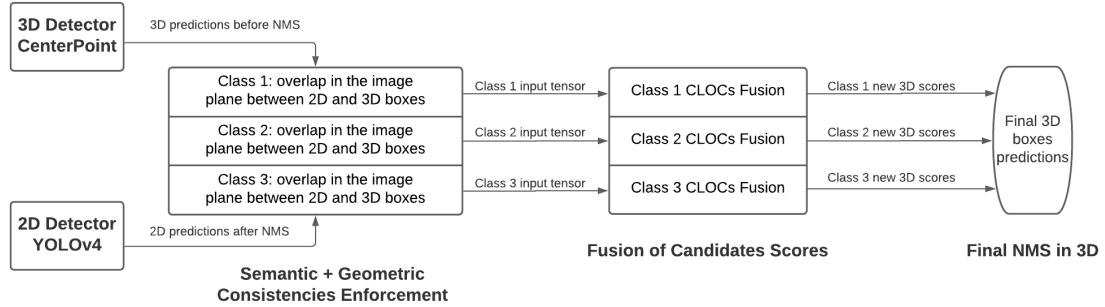 3D Detector
CenterPoint
3D predictions before NMS
Class 1: overlap in the image
plane between 2D and 3D boxes
Class 2: overlap in the image
plane between 2D and 3D boxes
Class 3: overlap in the image
plane between 2D and 3D boxes
Class 1 input tensor
Class 2 input tensor
Class 3 input tensor
Class 1 CLOCs Fusion
Class 2 CLOCs Fusion
Class 3 CLOCs Fusion
Class 1 new 3D scores
Class 2 new 3D scores
Class 3 new 3D scores
Final 3D
boxes
predictions
2D Detector
YOLOv4
2D predictions after NMS
Semantic + Geometric
Consistencies Enforcement
Fusion of Candidates Scores
Final NMS in 3D